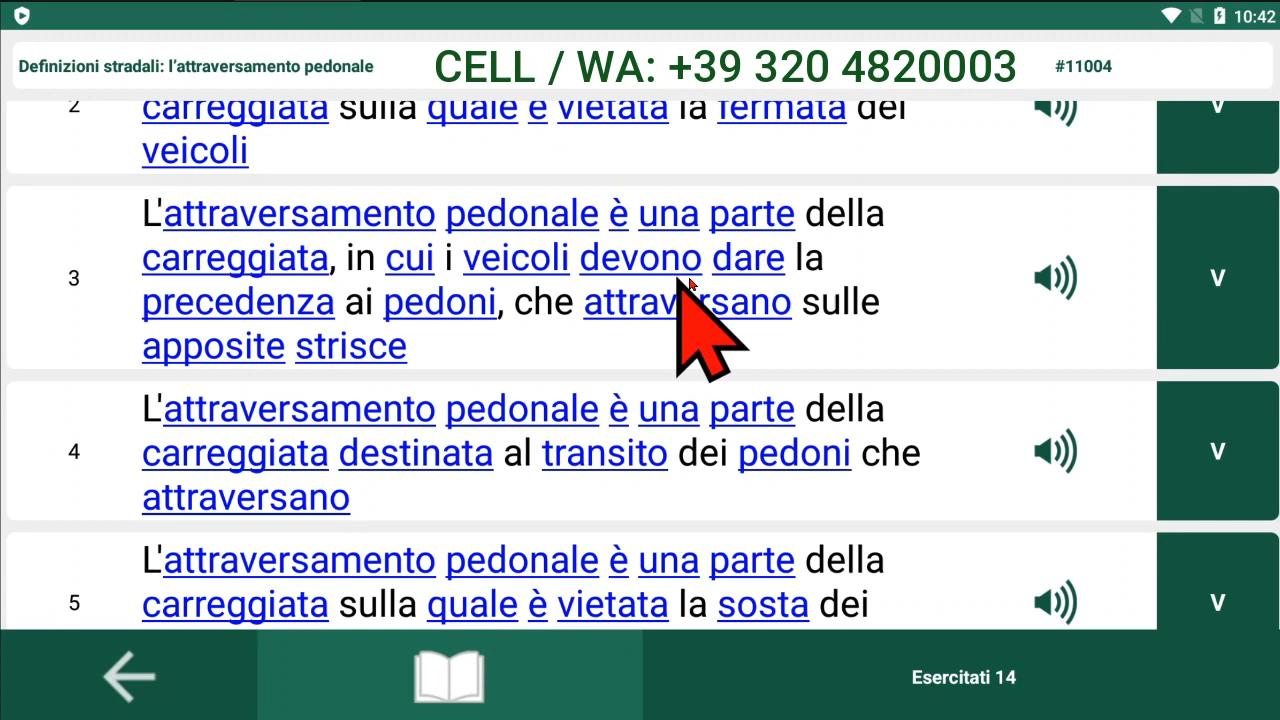 10:42
Definizioni stradali: l'attraversamento pedonale
CELL / WA: +39 320 4820003
#11004
2
carreggiata sulla quale è vietata la fermata dei
veicoli
V
L'attraversamento pedonale è una parte della
carreggiata, in cui i veicoli devono dare la
3
V
precedenza ai pedoni, che attraversano sulle
apposite strisce
L'attraversamento pedonale è una parte della
4
carreggiata destinata al transito dei pedoni che
V
attraversano
L'attraversamento pedonale è una parte della
5
carreggiata sulla quale è vietata la sosta dei
V
Esercitati 14